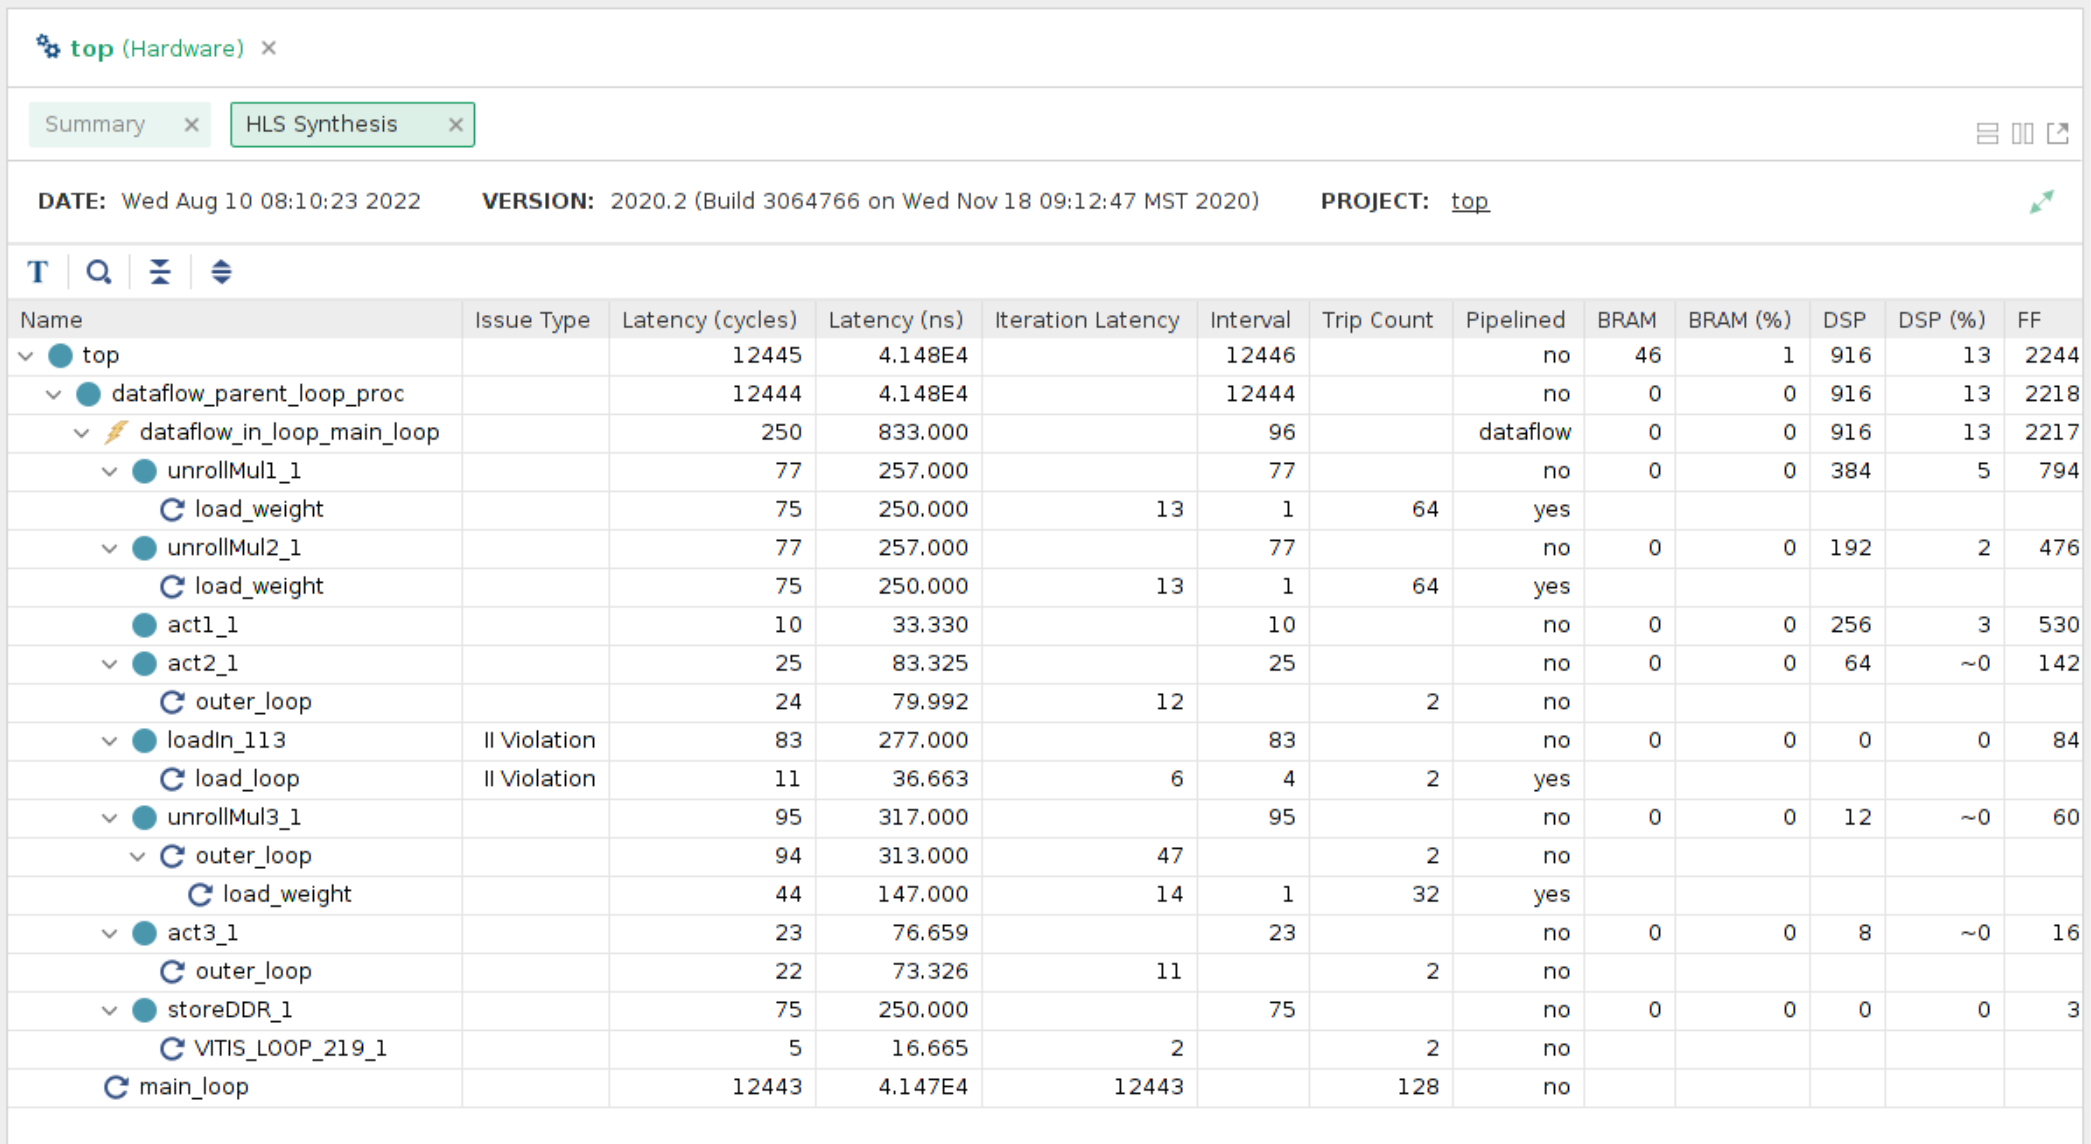 top (Hardware) ×
Summary × HLS Synthesis ×
DATE: Wed Aug 10 08:10:23 2022 VERSION: 2020.2 (Build 3064766 on Wed Nov 18 09:12:47 MST 2020) PROJECT: top
T
Name Issue Type Latency (cycles) Latency (ns) Iteration Latency Interval Trip Count Pipelined BRAM BRAM (%) DSP DSP (%) FF
top 12445 4.148E4 12446 no 46 1 916 13 2244
dataflow_parent_loop_proc 12444 4.148E4 12444 no 0 0 916 13 2218
dataflow_in_loop_main_loop 250 833.000 96 dataflow 0 0 916 13 2217
unrollMul1_1 77 257.000 77 no 0 0 384 5 794
load_weight 75 250.000 13 1 64 yes
unrollMul2_1 77 257.000 77 no 0 0 192 2 476
load_weight 75 250.000 13 1 64 yes
act1_1 10 33.330 10 no 0 0 256 3 530
act2_1 25 83.325 25 no 0 0 64 ~0 142
outer_loop 24 79.992 12 2 no
loadIn_113 II Violation 83 277.000 83 no 0 0 0 0 84
load_loop II Violation 11 36.663 6 4 2 yes
unrollMul3_1 95 317.000 95 no 0 0 12 ~0 60
outer_loop 94 313.000 47 2 no
load_weight 44 147.000 14 1 32 yes
act3_1 23 76.659 23 no 0 0 8 ~0 16
outer_loop 22 73.326 11 2 no
storeDDR_1 75 250.000 75 no 0 0 0 0 3
VITIS_LOOP_219_1 5 16.665 2 2 no
main_loop 12443 4.147E4 12443 128 no